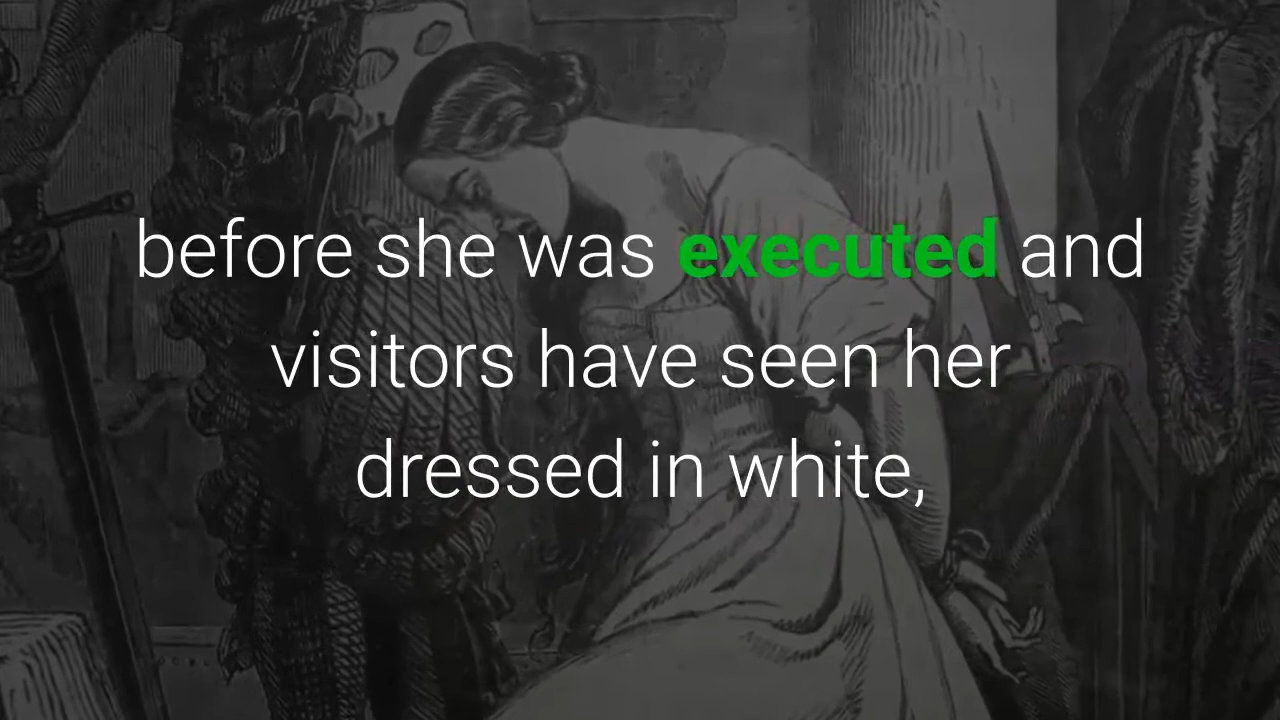 before she was executed and
visitors have seen her
dressed in white,